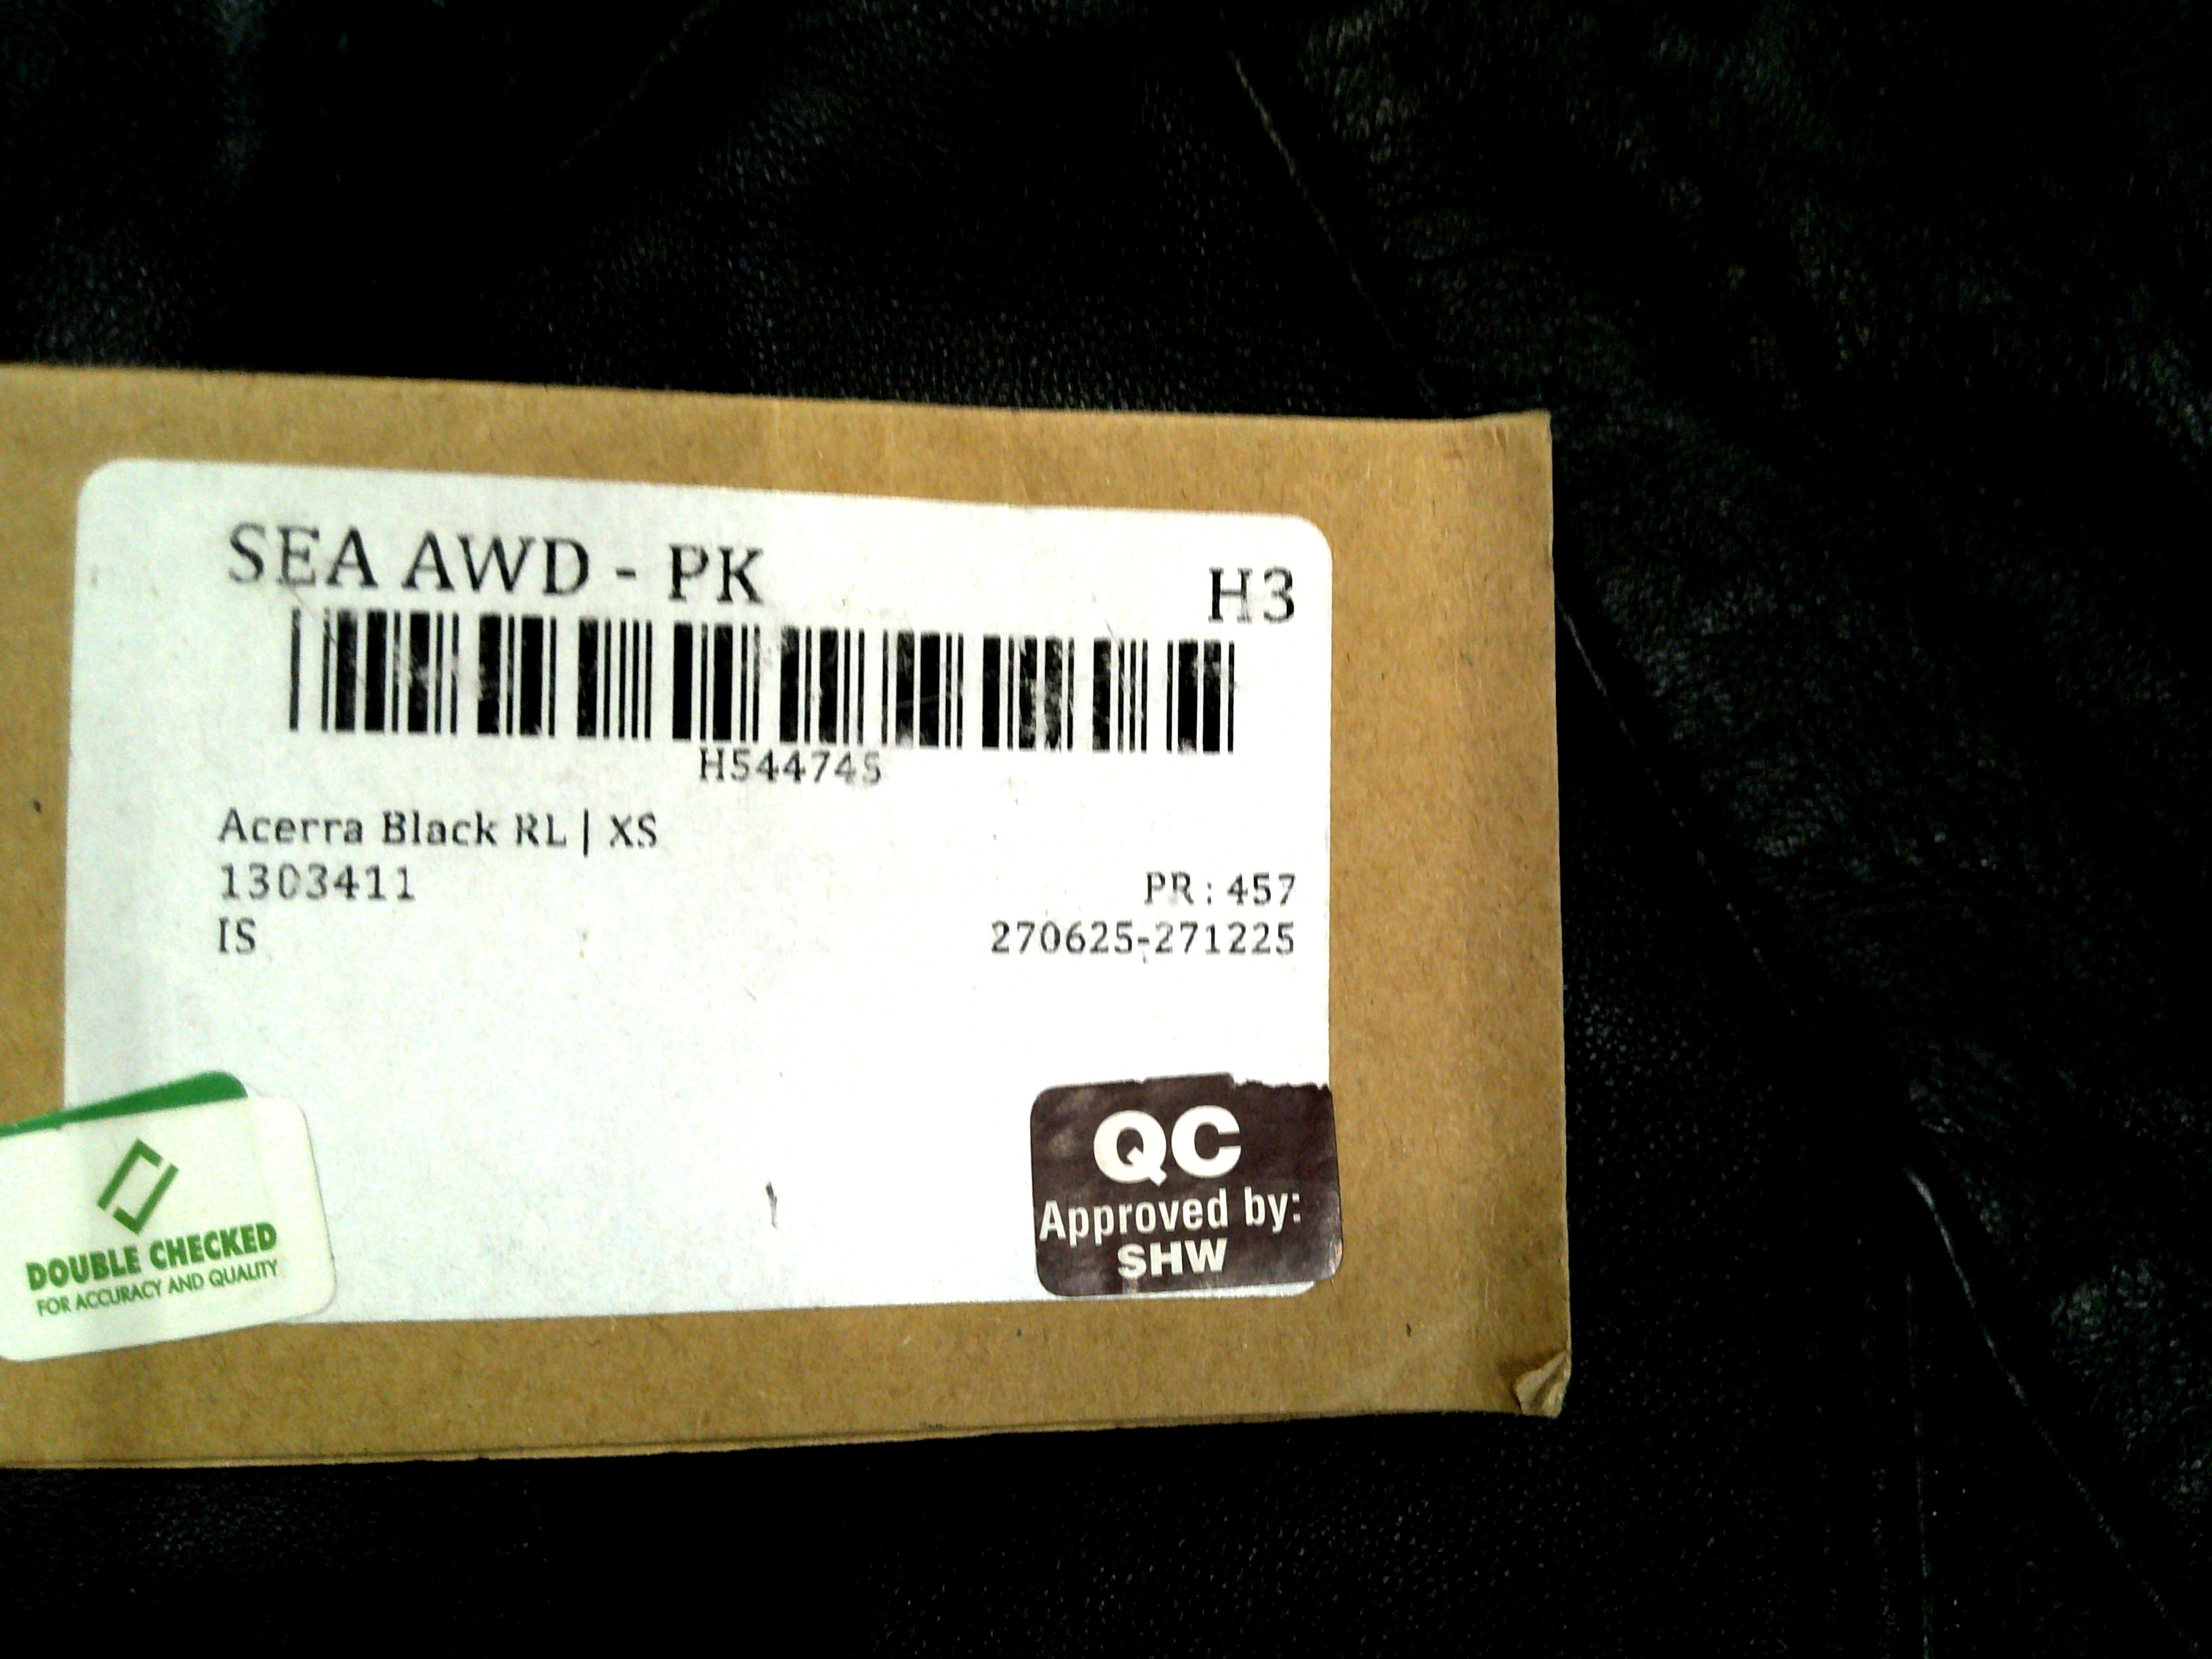 SEA AWD - PK
H3
H544745
Acerra Black RL | XS
1303411
PR : 457
IS
270625-271225
QC
Approved by:
SHW
DOUBLE CHECKED
FOR ACCURACY AND QUALITY